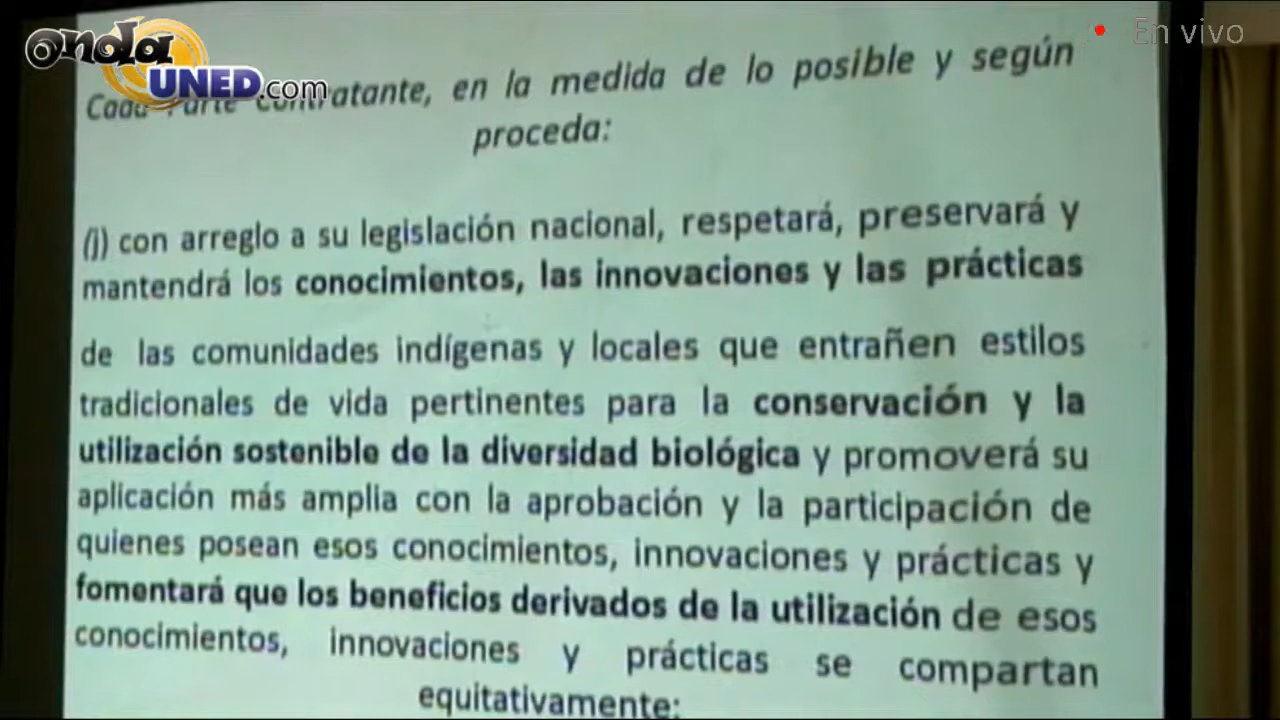 onda
UNED.com
En vivo
Cada Parte Contratante, en la medida de lo posible y según
proceda:
(j) con arreglo a su legislación nacional, respetará, preservará y
mantendrá los conocimientos, las innovaciones y las prácticas
de las comunidades indígenas y locales que entrañen estilos
tradicionales de vida pertinentes para la conservación y la
utilización sostenible de la diversidad biológica y promoverá su
aplicación más amplia con la aprobación y la participación de
quienes posean esos conocimientos, innovaciones y prácticas y
fomentará que los beneficios derivados de la utilización de esos
conocimientos, innovaciones y prácticas se compartan
equitativamente;